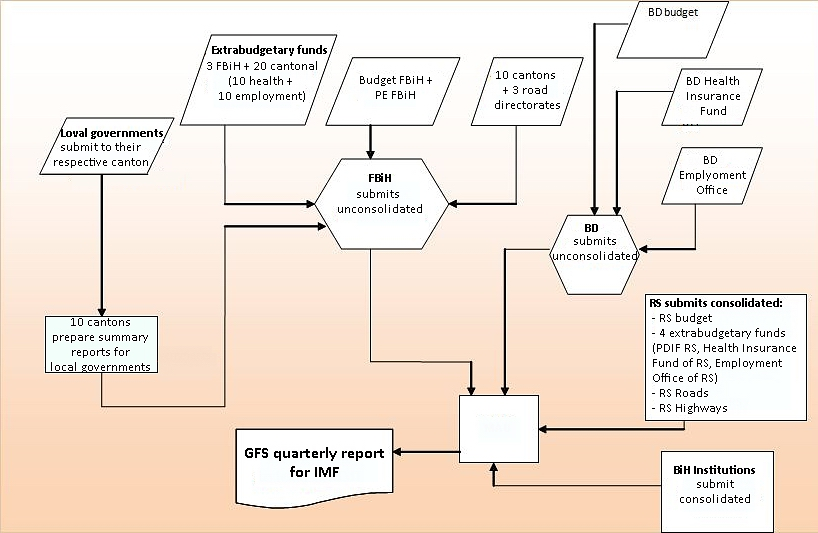 BD budget
Extrabudgetary funds
3 FBiH + 20 cantonal
(10 health +
10 employment)
Budget FBiH +
PE FBiH
10 cantons
+ 3 road
directorates
BD Health
Insurance
Fund
Loval governments
submit to their
respective canton
BD
Emplyoment
Office
FBiH
submits
unconsolidated
BD
submits
unconsolidated
RS submits consolidated:
- RS budget
- 4 extrabudgetary funds
(PDIF RS, Health Insurance
Fund of RS, Employment
Office of RS)
- RS Roads
- RS Highways
10 cantons
prepare summary
reports for
local governments
GFS quarterly report
for IMF
BiH Institutions
submit
consolidated